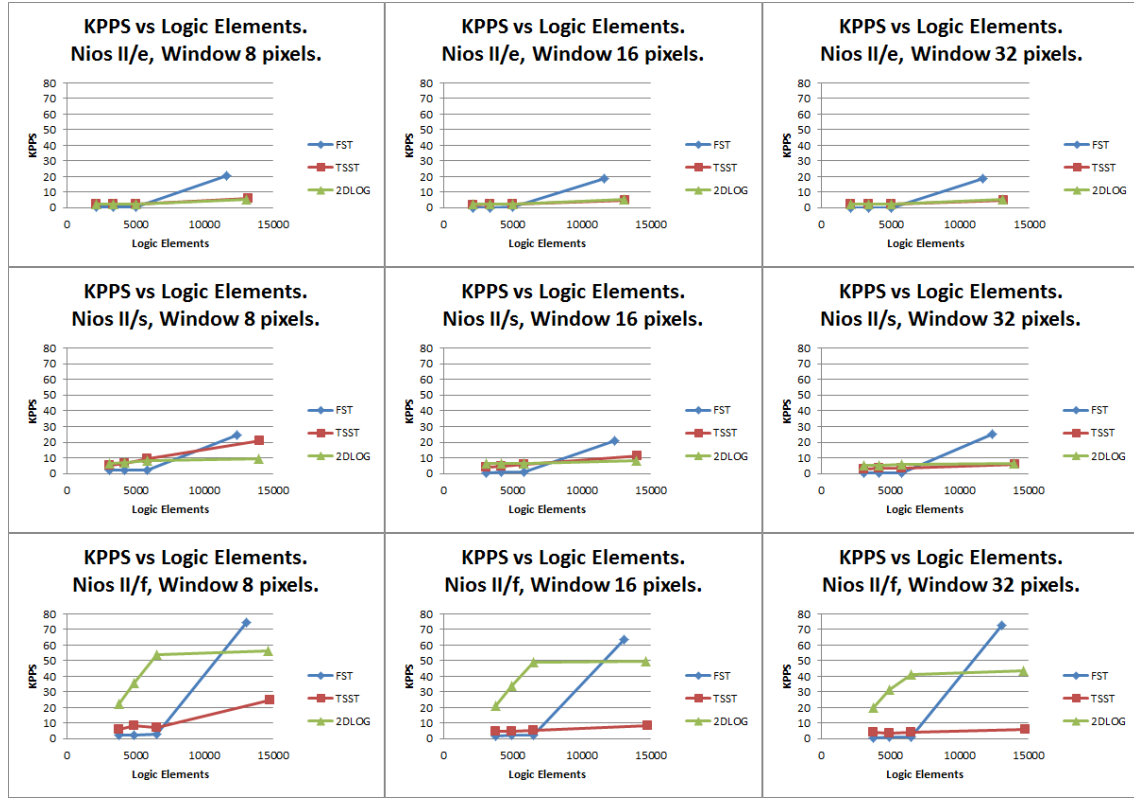 KPPS vs Logic Elements.
Nios II/e, Window 8 pixels.
80
70
60
50
40
30
20
10
0
KPPS
0 5000 10000 15000
Logic Elements
FST
TSST
2DLOG
KPPS vs Logic Elements.
Nios II/e, Window 16 pixels.
80
70
60
50
40
30
20
10
0
KPPS
0 5000 10000 15000
Logic Elements
FST
TSST
2DLOG
KPPS vs Logic Elements.
Nios II/e, Window 32 pixels.
80
70
60
50
40
30
20
10
0
KPPS
0 5000 10000 15000
Logic Elements
FST
TSST
2DLOG
KPPS vs Logic Elements.
Nios II/s, Window 8 pixels.
80
70
60
50
40
30
20
10
0
KPPS
0 5000 10000 15000
Logic Elements
FST
TSST
2DLOG
KPPS vs Logic Elements.
Nios II/s, Window 16 pixels.
80
70
60
50
40
30
20
10
0
KPPS
0 5000 10000 15000
Logic Elements
FST
TSST
2DLOG
KPPS vs Logic Elements.
Nios II/s, Window 32 pixels.
80
70
60
50
40
30
20
10
0
KPPS
0 5000 10000 15000
Logic Elements
FST
TSST
2DLOG
KPPS vs Logic Elements.
Nios II/f, Window 8 pixels.
80
70
60
50
40
30
20
10
0
KPPS
0 5000 10000 15000
Logic Elements
FST
TSST
2DLOG
KPPS vs Logic Elements.
Nios II/f, Window 16 pixels.
80
70
60
50
40
30
20
10
0
KPPS
0 5000 10000 15000
Logic Elements
FST
TSST
2DLOG
KPPS vs Logic Elements.
Nios II/f, Window 32 pixels.
80
70
60
50
40
30
20
10
0
KPPS
0 5000 10000 15000
Logic Elements
FST
TSST
2DLOG